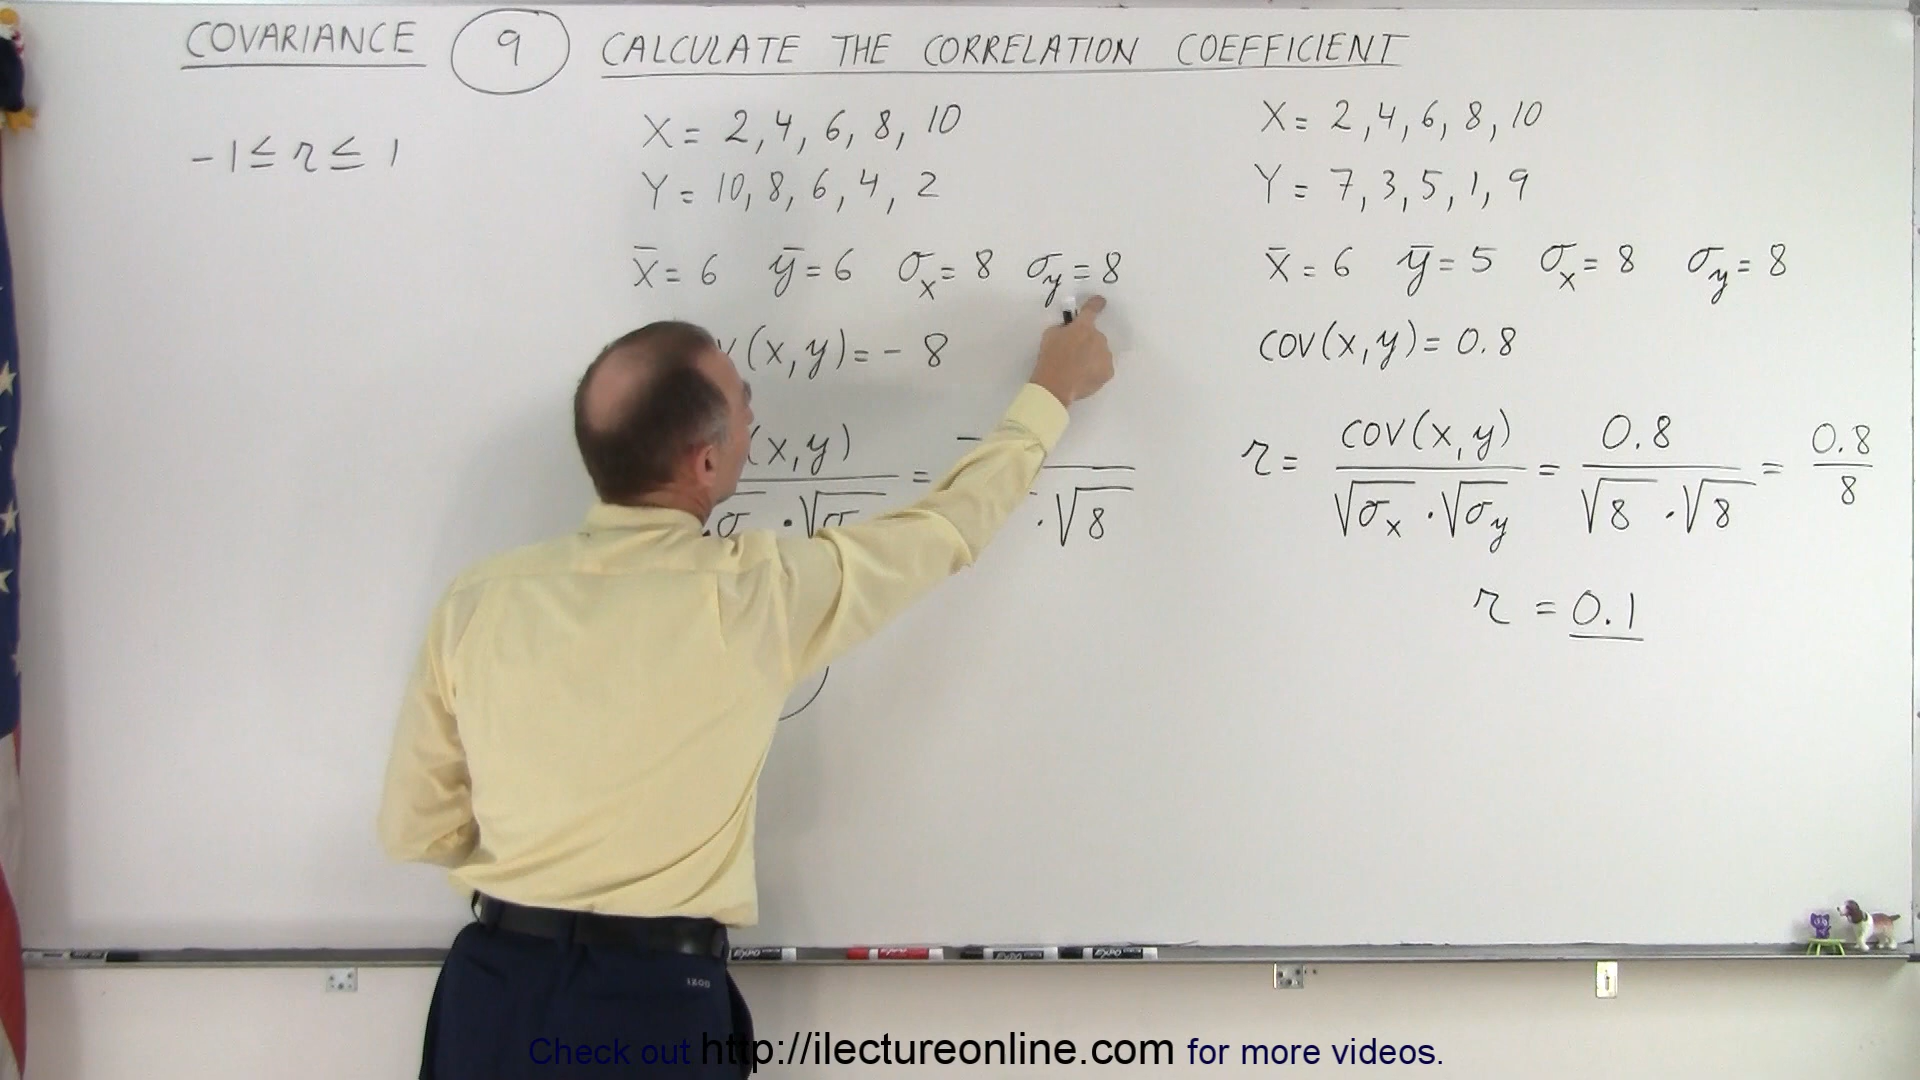 COVARIANCE 9 CALCULATE THE CORRELATION COEFFICIENT
-1 ≤ r ≤ 1
X = 2, 4, 6, 8, 10
Y = 10, 8, 6, 4, 2
x̄ = 6 ȳ = 6 σx = 8 σy = 8
(x, y) = - 8
(x, y) = -
σ · √σ · √8
X = 2, 4, 6, 8, 10
Y = 7, 3, 5, 1, 9
x̄ = 6 ȳ = 5 σx = 8 σy = 8
COV(x, y) = 0.8
r = COV(x, y) / √σx · √σy = 0.8 / √8 · √8 = 0.8 / 8
r = 0.1
IZOD
Check out http://ilectureonline.com for more videos.